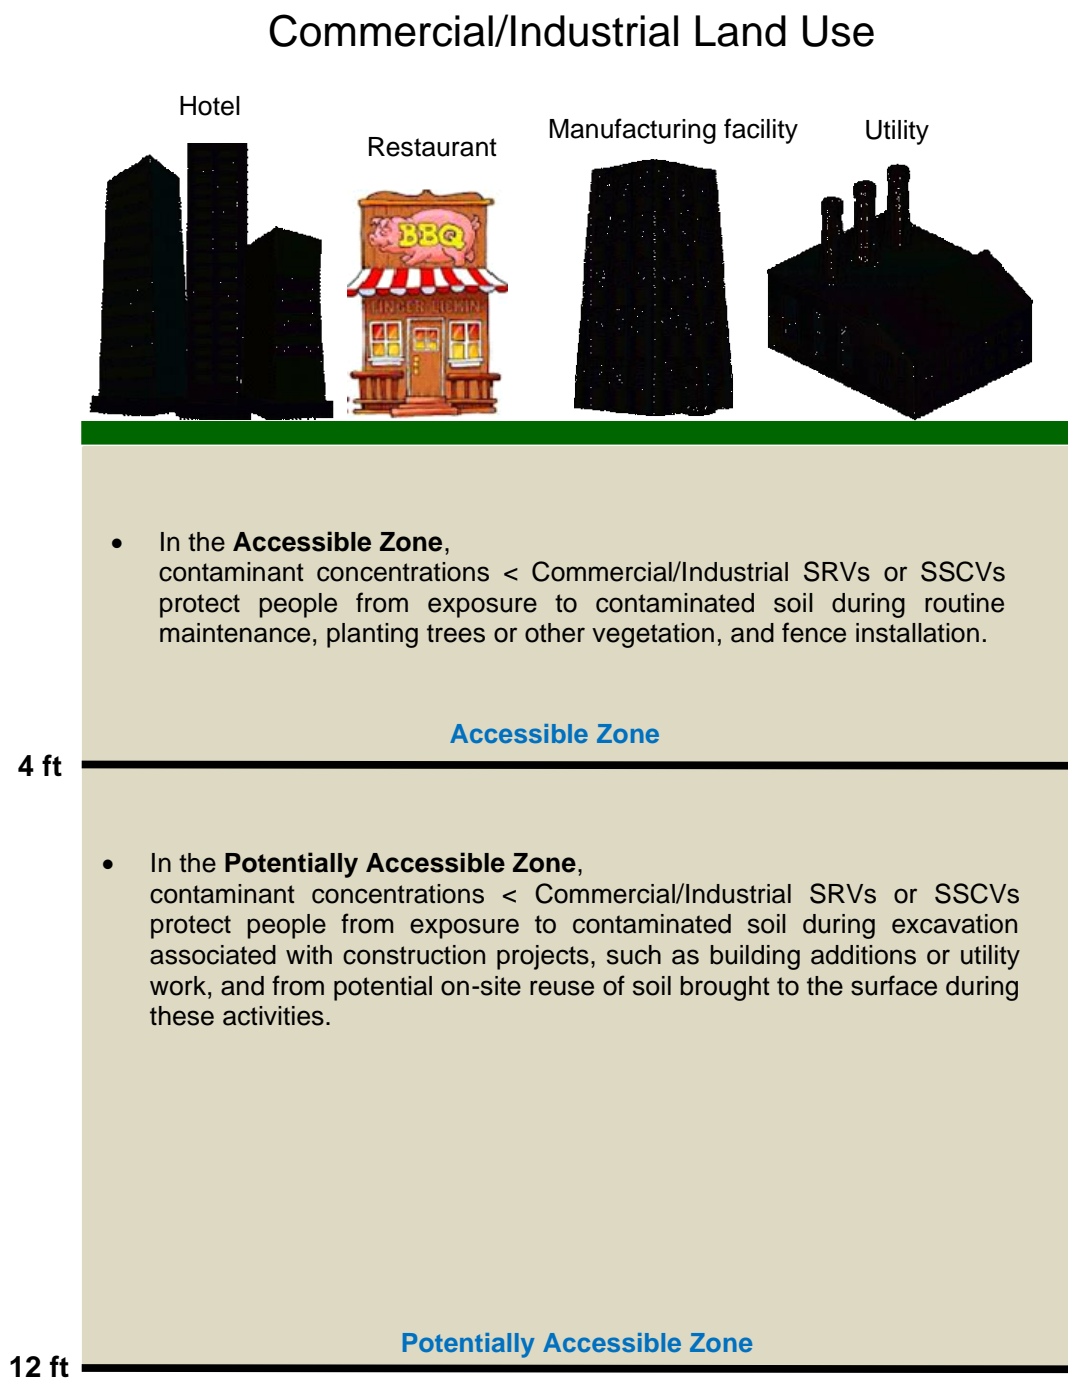 Commercial/Industrial Land Use
Hotel
Restaurant
Manufacturing facility
Utility
BBQ
FINGER LICKIN
• In the Accessible Zone,
contaminant concentrations < Commercial/Industrial SRVs or SSCVs
protect people from exposure to contaminated soil during routine
maintenance, planting trees or other vegetation, and fence installation.
Accessible Zone
4 ft
• In the Potentially Accessible Zone,
contaminant concentrations < Commercial/Industrial SRVs or SSCVs
protect people from exposure to contaminated soil during excavation
associated with construction projects, such as building additions or utility
work, and from potential on-site reuse of soil brought to the surface during
these activities.
Potentially Accessible Zone
12 ft